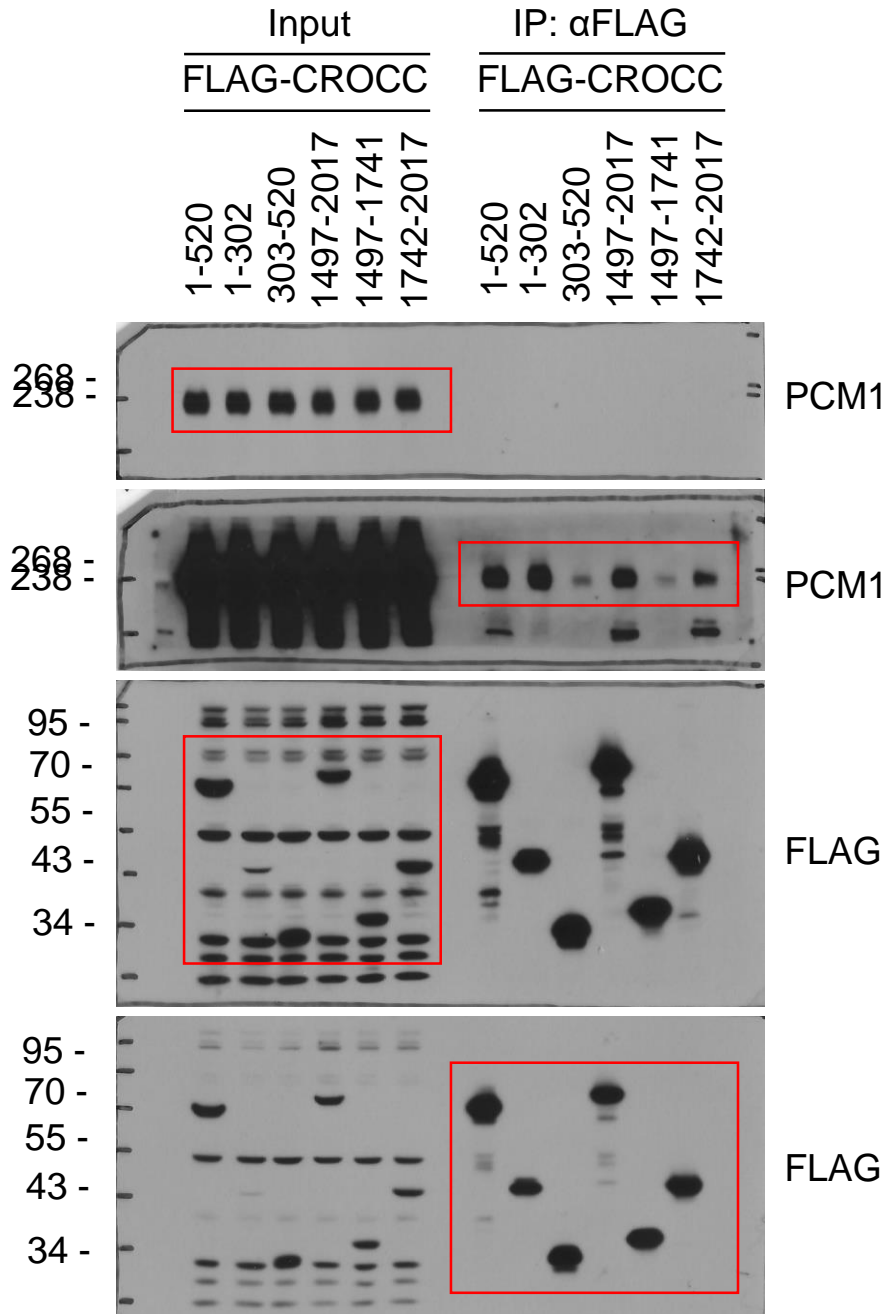 Input IP: αFLAG
FLAG-CROCC FLAG-CROCC
1-520 1-302 303-520 1497-2017 1497-1741 1742-2017 1-520 1-302 303-520 1497-2017 1497-1741 1742-2017
268 -
238 -
PCM1
268 -
238 -
PCM1
95 -
70 -
55 -
43 -
34 -
FLAG
95 -
70 -
55 -
43 -
34 -
FLAG